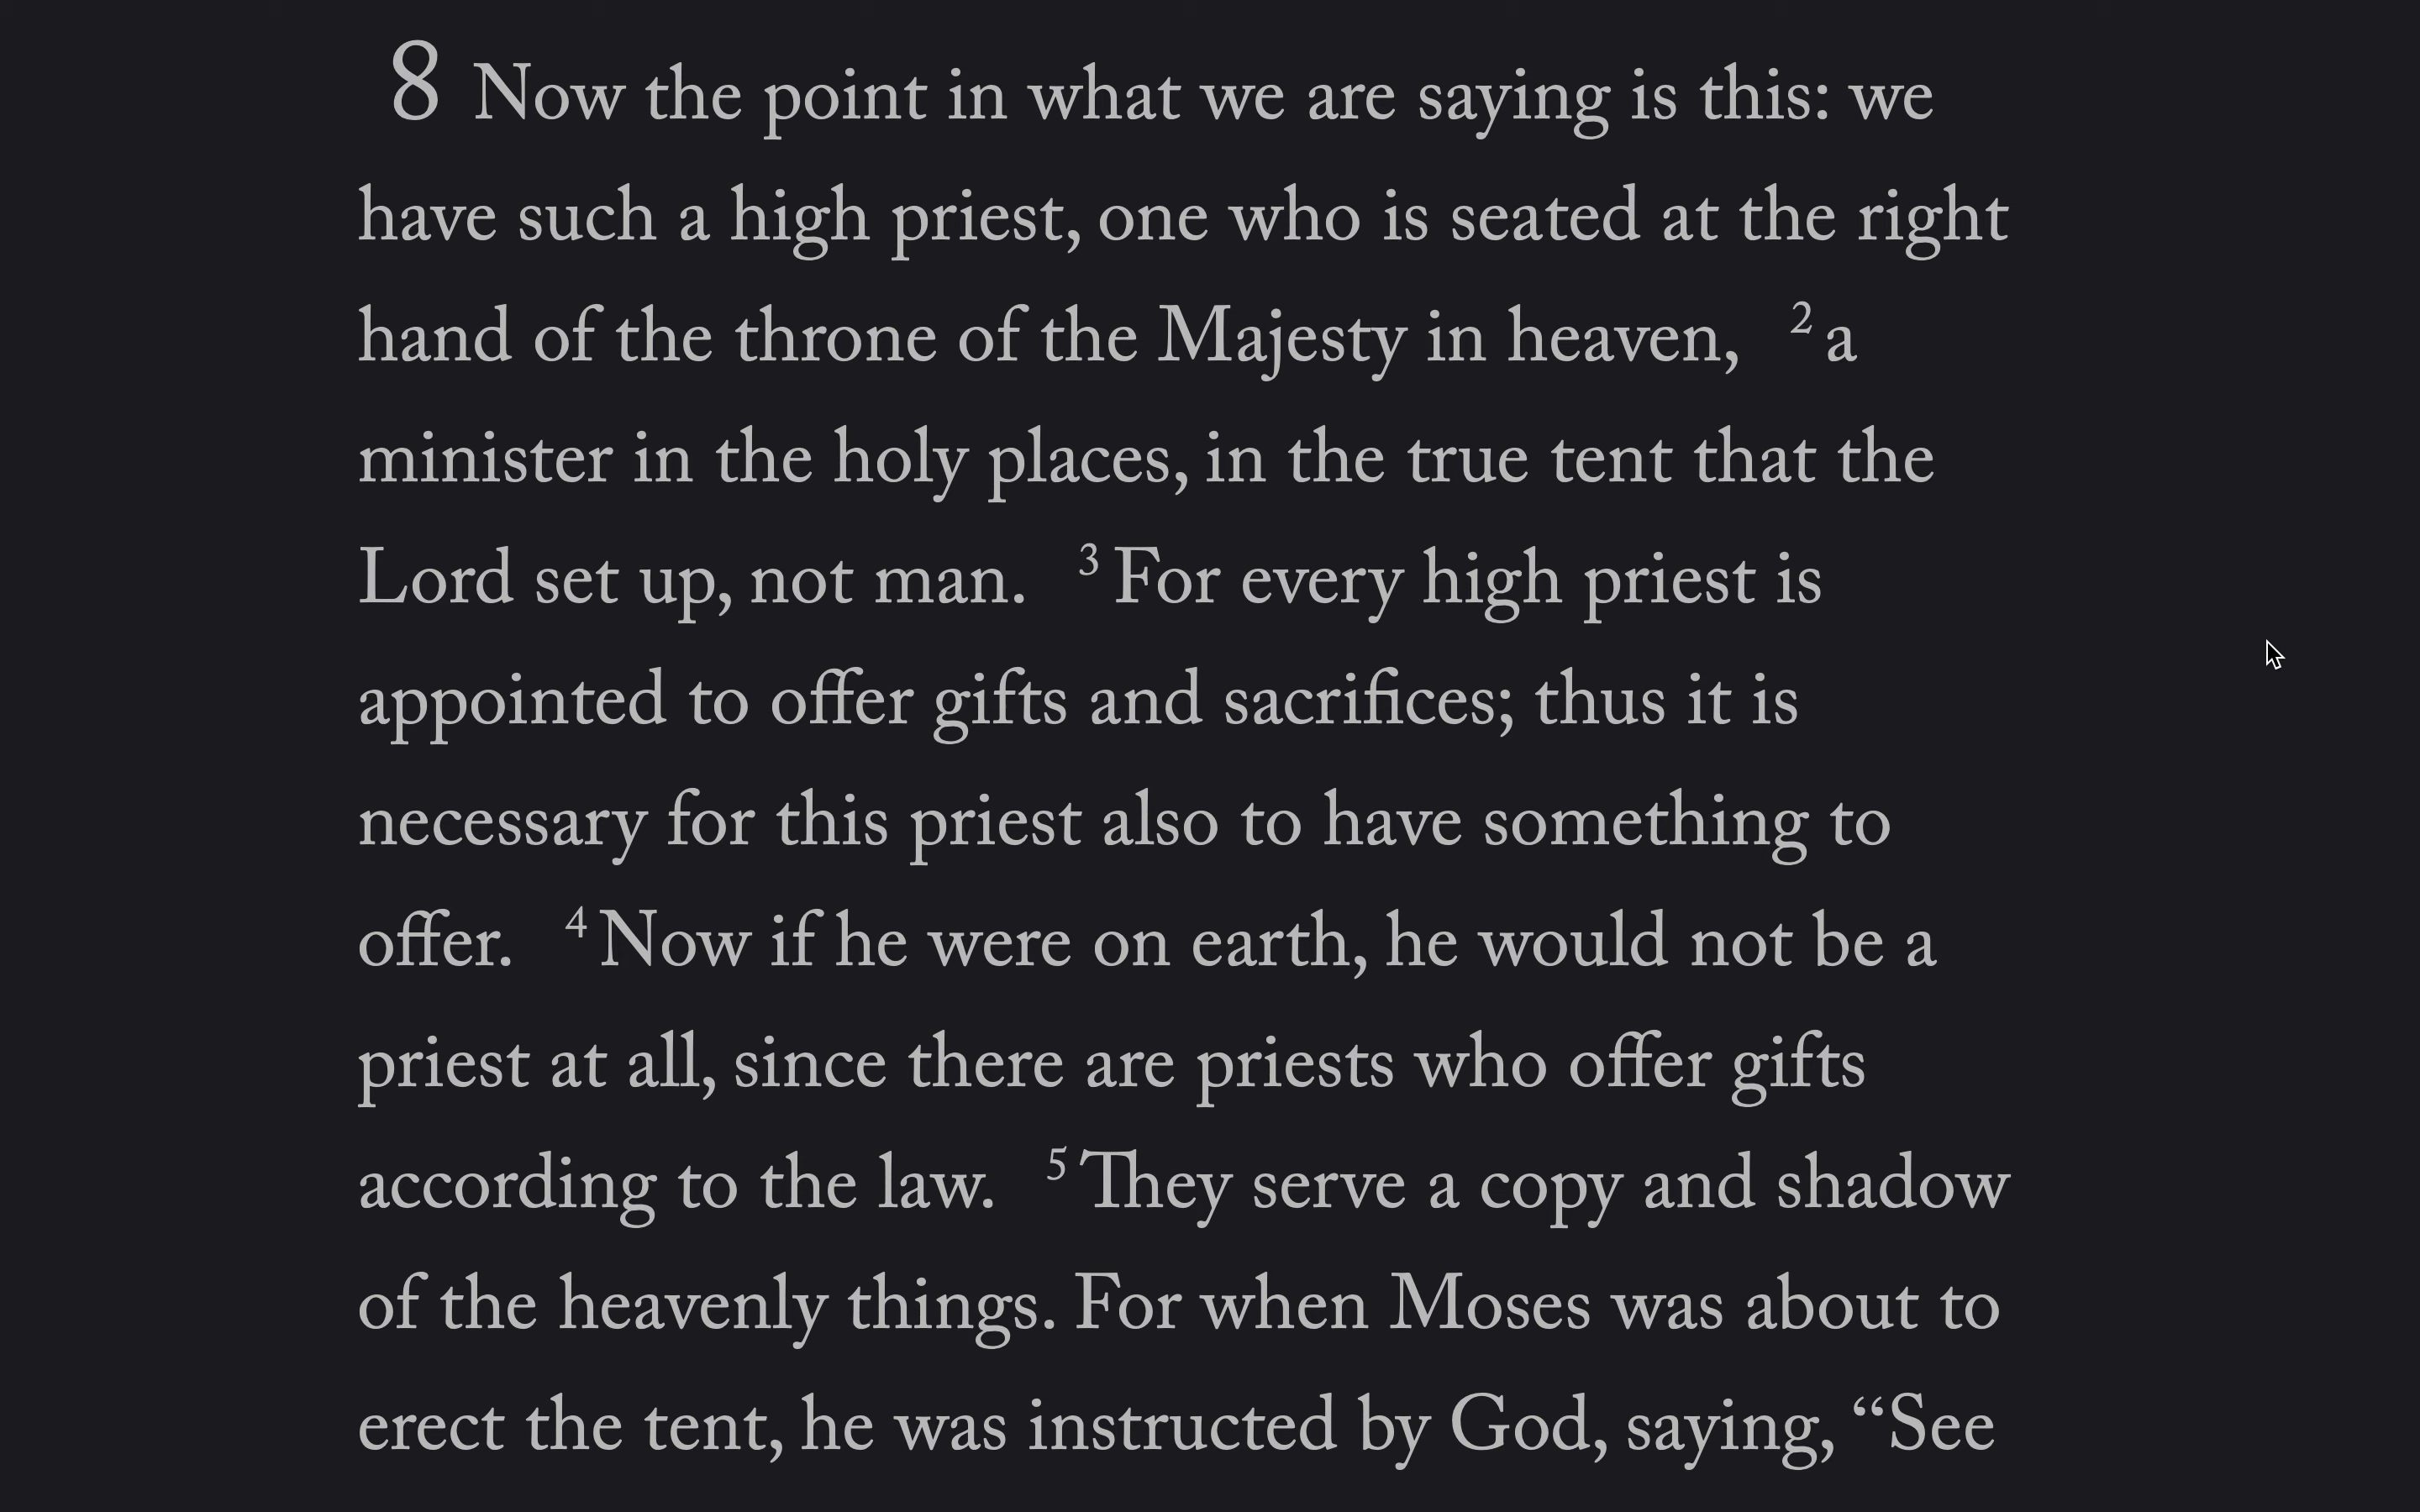 8 Now the point in what we are saying is this: we
have such a high priest, one who is seated at the right
hand of the throne of the Majesty in heaven, 2 a
minister in the holy places, in the true tent that the
Lord set up, not man. 3 For every high priest is
appointed to offer gifts and sacrifices; thus it is
necessary for this priest also to have something to
offer. 4 Now if he were on earth, he would not be a
priest at all, since there are priests who offer gifts
according to the law. 5 They serve a copy and shadow
of the heavenly things. For when Moses was about to
erect the tent, he was instructed by God, saying, “See